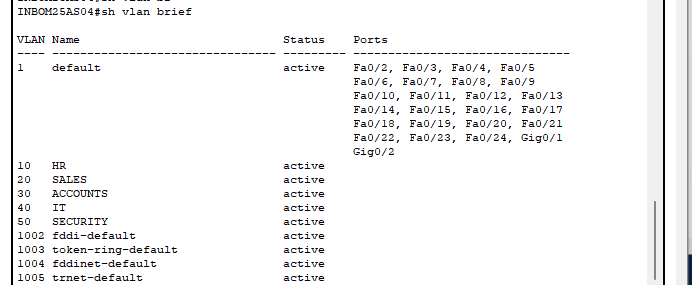 INBOM25AS04#sh vlan brief
VLAN Name                             Status    Ports
---- -------------------------------- --------- -------------------------------
1    default                          active    Fa0/2, Fa0/3, Fa0/4, Fa0/5
                                                Fa0/6, Fa0/7, Fa0/8, Fa0/9
                                                Fa0/10, Fa0/11, Fa0/12, Fa0/13
                                                Fa0/14, Fa0/15, Fa0/16, Fa0/17
                                                Fa0/18, Fa0/19, Fa0/20, Fa0/21
                                                Fa0/22, Fa0/23, Fa0/24, Gig0/1
                                                Gig0/2
10   HR                               active
20   SALES                            active
30   ACCOUNTS                         active
40   IT                               active
50   SECURITY                         active
1002 fddi-default                     active
1003 token-ring-default               active
1004 fddinet-default                  active
1005 trnet-default                    active